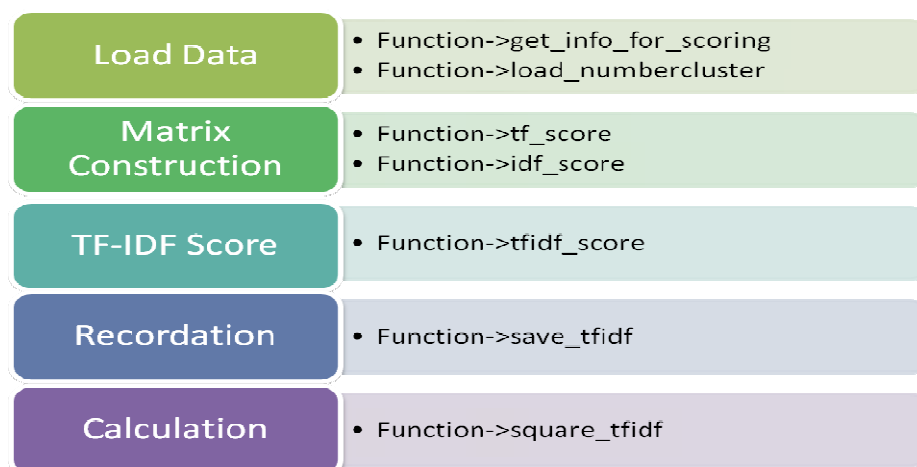 Load Data
• Function->get_info_for_scoring
• Function->load_numbercluster
Matrix
Construction
• Function->tf_score
• Function->idf_score
TF-IDF Score
• Function->tfidf_score
Recordation
• Function->save_tfidf
Calculation
• Function->square_tfidf